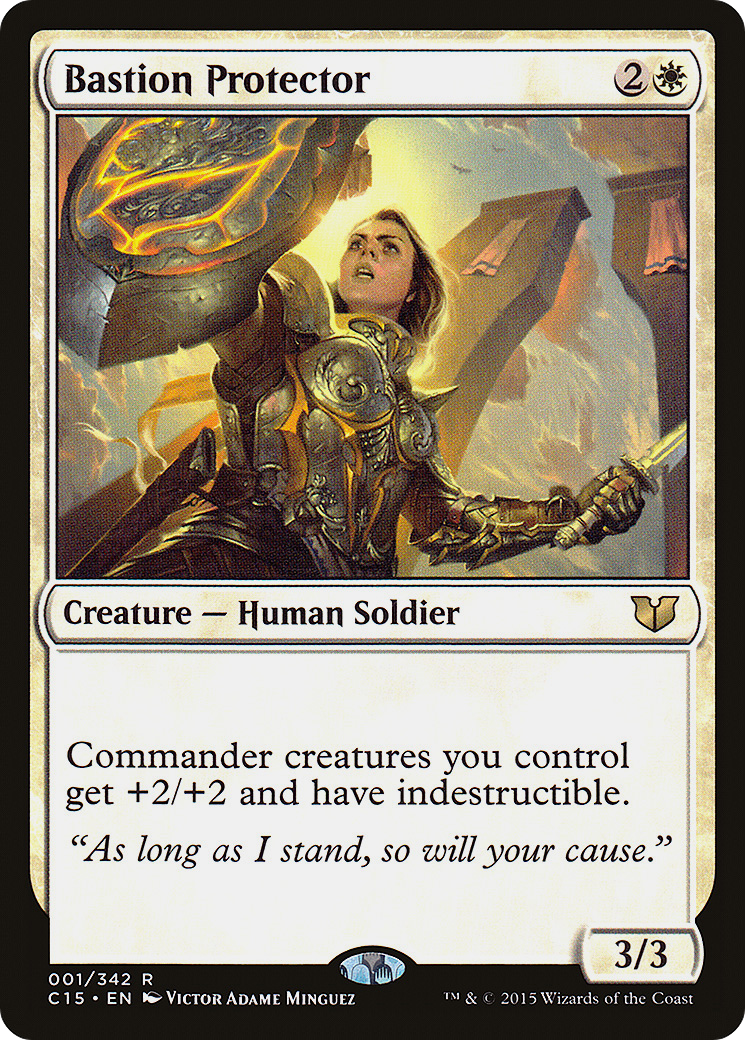 Bastion Protector 2
Creature — Human Soldier
Commander creatures you control
get +2/+2 and have indestructible.
“As long as I stand, so will your cause.”
3/3
001/342 R
C15 • EN Victor Adame Minguez
™ & © 2015 Wizards of the Coast